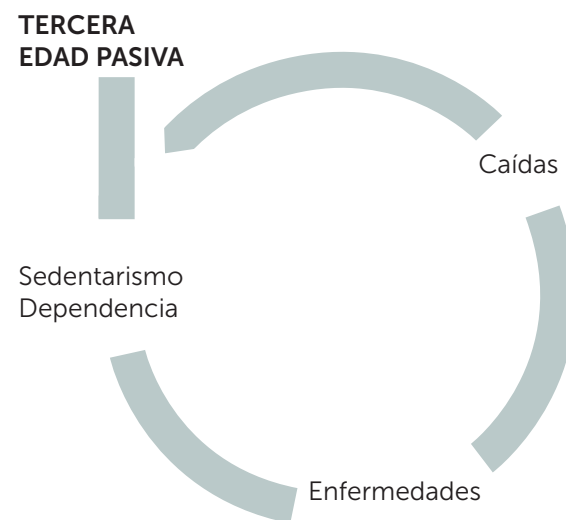 TERCERA
EDAD PASIVA
Caídas
Sedentarismo
Dependencia
Enfermedades